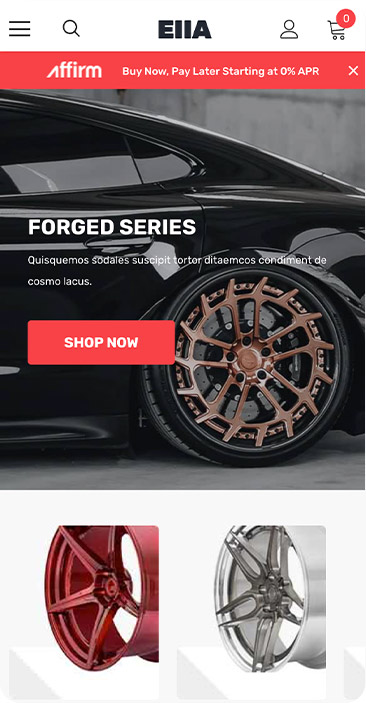 0
EllA
affirm
Buy Now, Pay Later Starting at 0% APR
FORGED SERIES
Quisquemos sodales suscipit tortor ditaemcos condiment de
cosmo lacus.
SHOP NOW